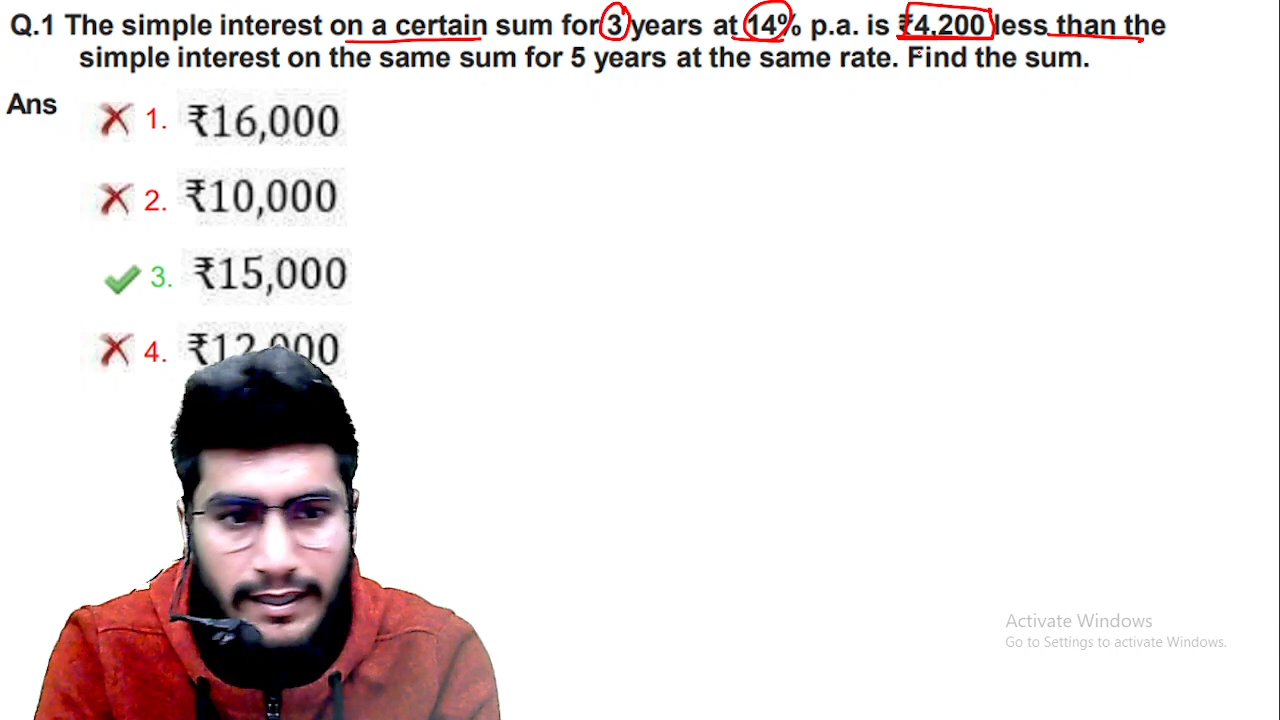 Q.1 The simple interest on a certain sum for 3 years at 14% p.a. is ₹4,200 less than the
simple interest on the same sum for 5 years at the same rate. Find the sum.
Ans
1. ₹16,000
2. ₹10,000
3. ₹15,000
4. ₹12,000
Activate Windows
Go to Settings to activate Windows.